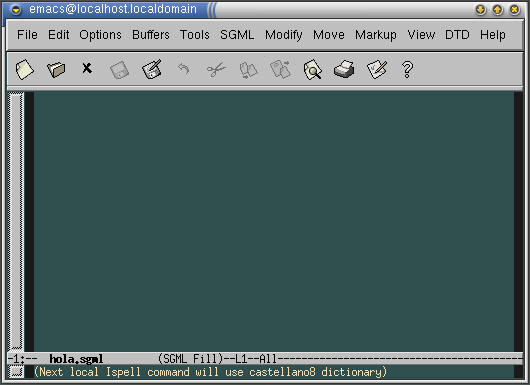 emacs@localhost.localdomain
File Edit Options Buffers Tools SGML Modify Move Markup View DTD Help
-1:-- hola.sgml (SGML Fill)--L1--All--------------------------------------------
(Next local Ispell command will use castellano8 dictionary)